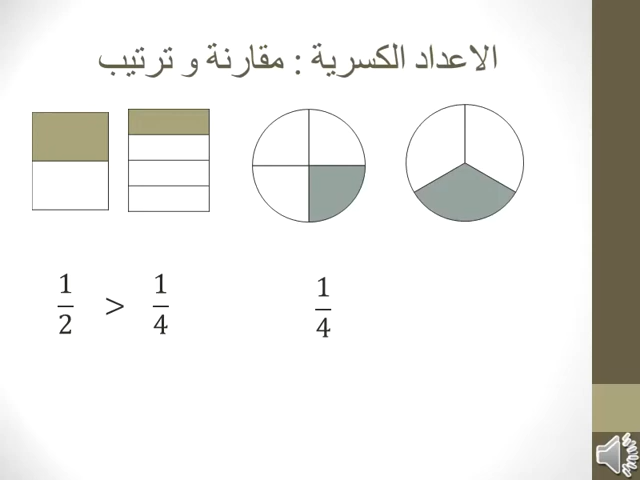 الاعداد الكسرية : مقارنة و ترتيب
1/2 > 1/4
1/4